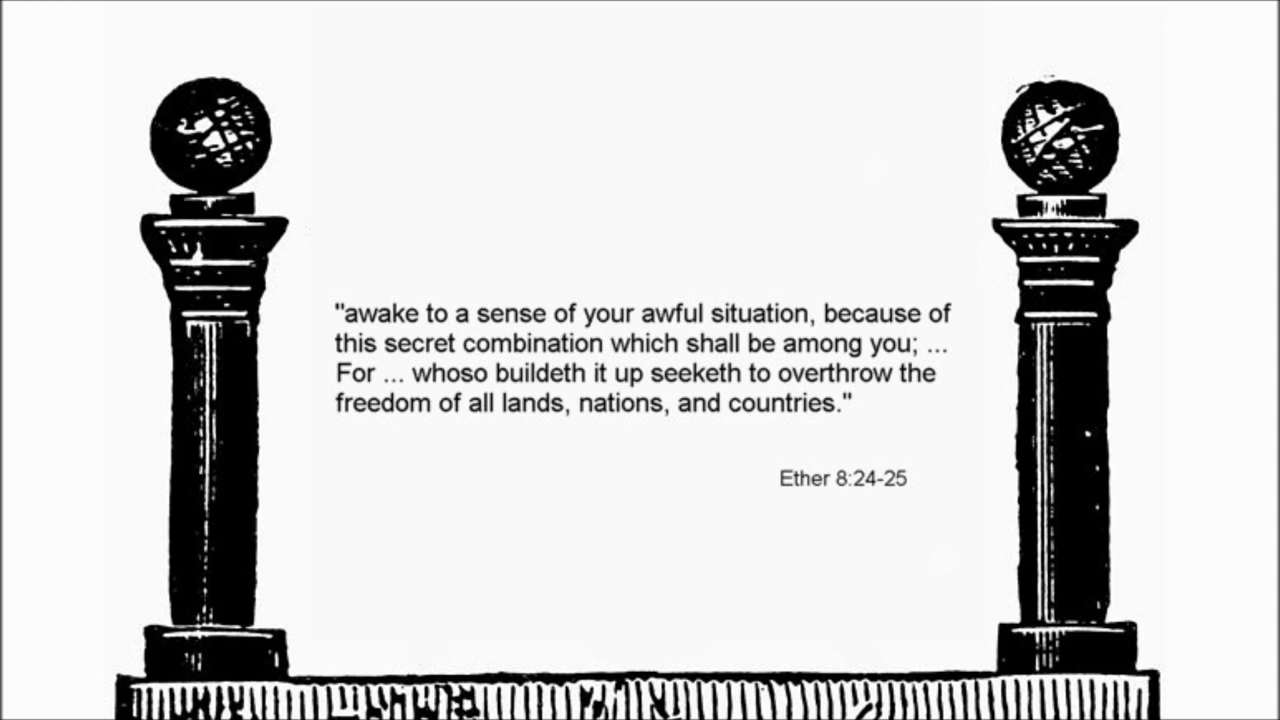 "awake to a sense of your awful situation, because of
this secret combination which shall be among you; ...
For ... whoso buildeth it up seeketh to overthrow the
freedom of all lands, nations, and countries."
Ether 8:24-25